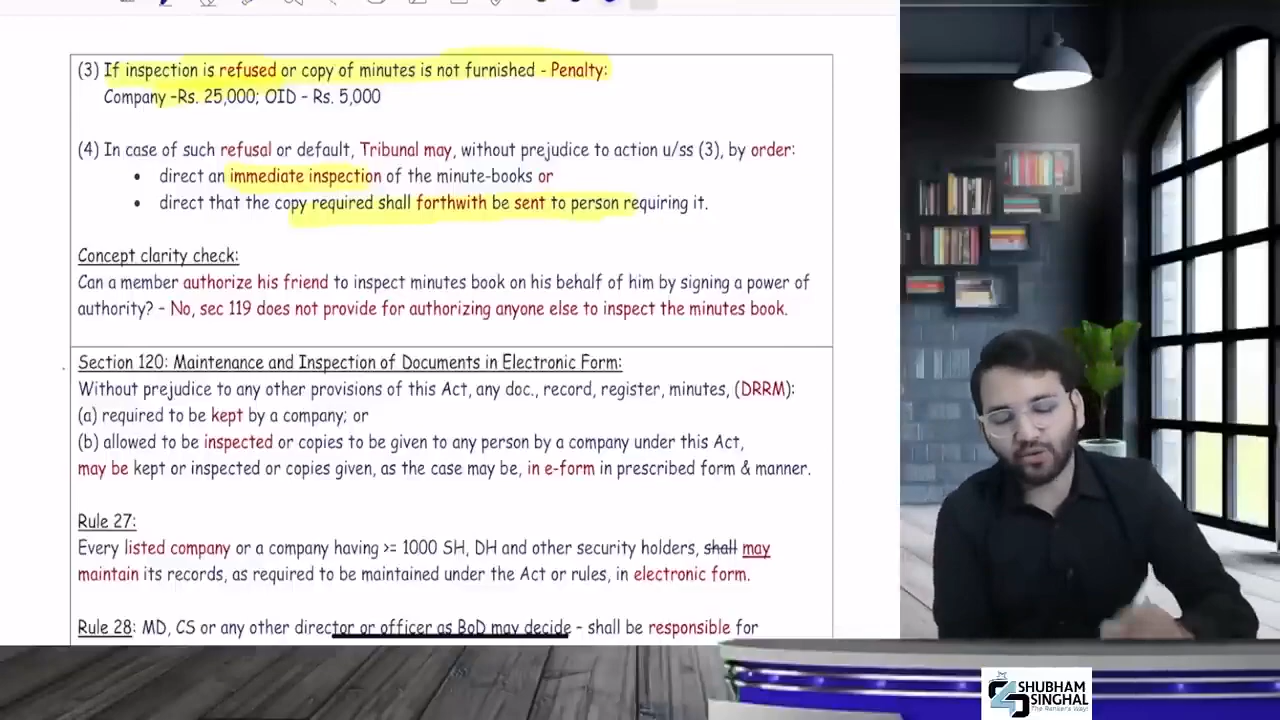 (3) If inspection is refused or copy of minutes is not furnished - Penalty:
Company –Rs. 25,000; OID – Rs. 5,000
(4) In case of such refusal or default, Tribunal may, without prejudice to action u/ss (3), by order:
• direct an immediate inspection of the minute-books or
• direct that the copy required shall forthwith be sent to person requiring it.
Concept clarity check:
Can a member authorize his friend to inspect minutes book on his behalf of him by signing a power of
authority? – No, sec 119 does not provide for authorizing anyone else to inspect the minutes book.
Section 120: Maintenance and Inspection of Documents in Electronic Form:
Without prejudice to any other provisions of this Act, any doc., record, register, minutes, (DRRM):
(a) required to be kept by a company; or
(b) allowed to be inspected or copies to be given to any person by a company under this Act,
may be kept or inspected or copies given, as the case may be, in e-form in prescribed form & manner.
Rule 27:
Every listed company or a company having >= 1000 SH, DH and other security holders, shall may
maintain its records, as required to be maintained under the Act or rules, in electronic form.
Rule 28: MD, CS or any other director or officer as BoD may decide – shall be responsible for
SHUBHAM
SINGHAL
The Ranker's Way!